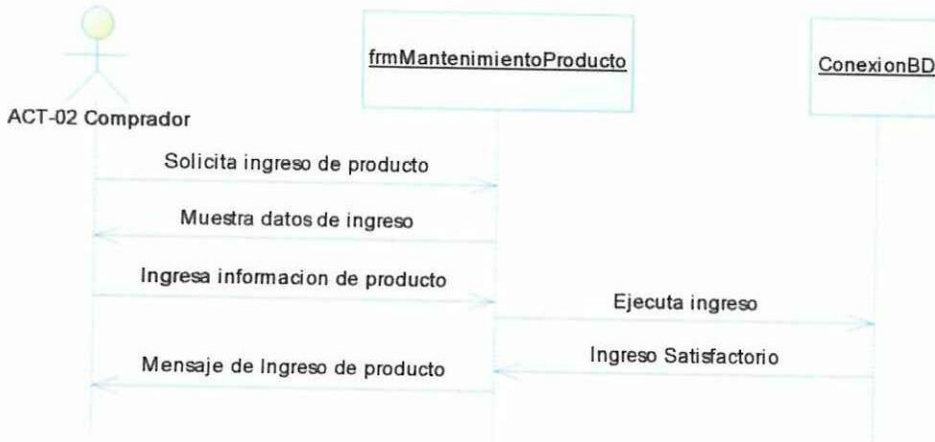 frmMantenimientoProducto
ConexionBD
ACT-02 Comprador
Solicita ingreso de producto
Muestra datos de ingreso
Ingresa informacion de producto
Ejecuta ingreso
Ingreso Satisfactorio
Mensaje de Ingreso de producto